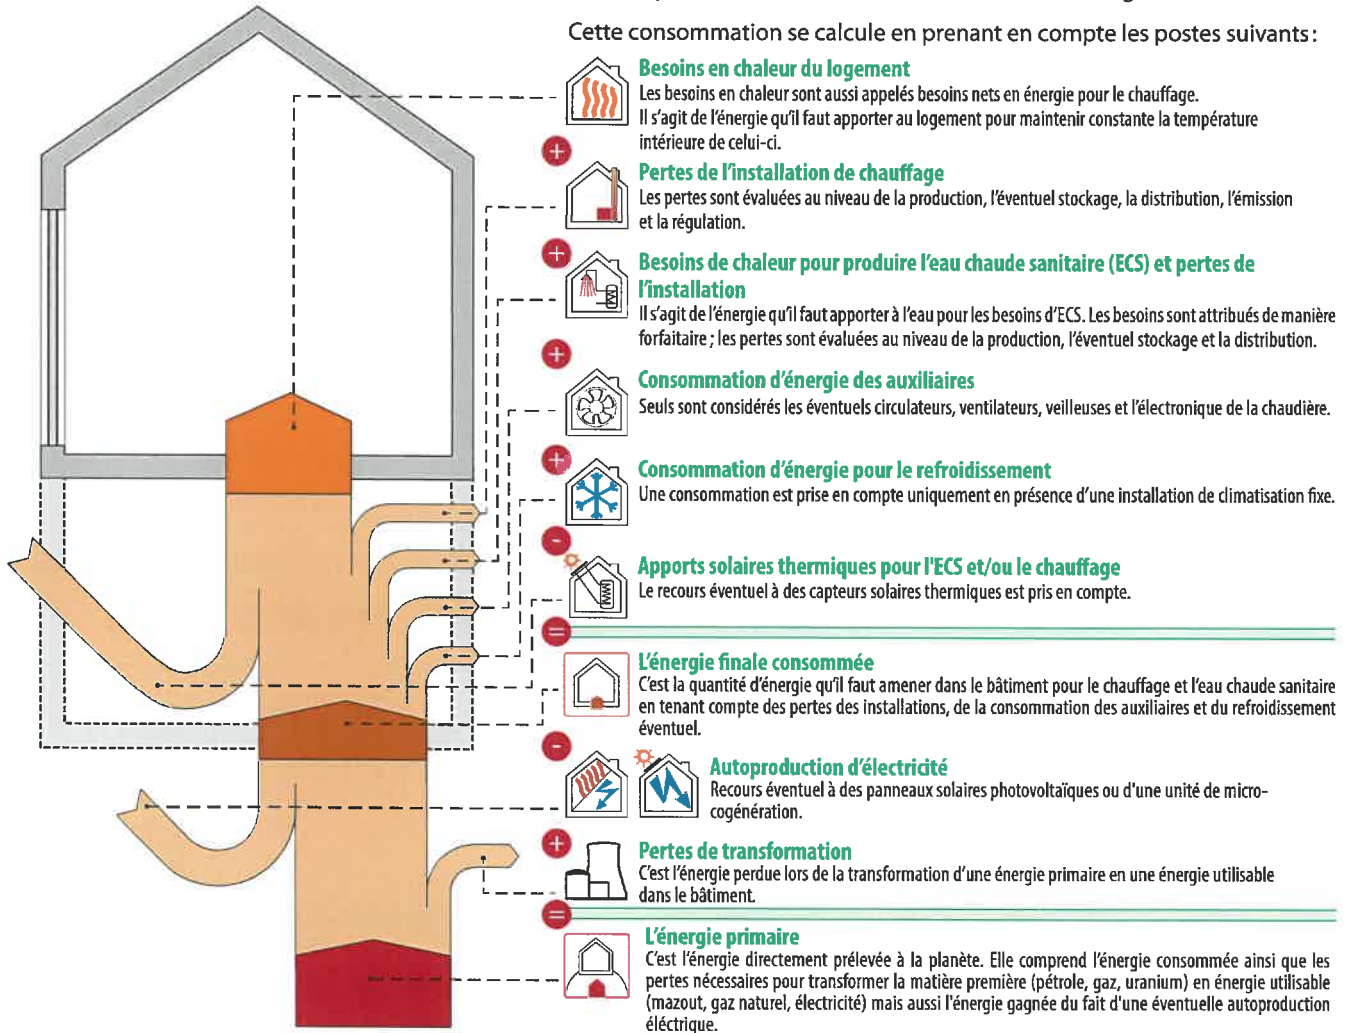 Cette consommation se calcule en prenant en compte les postes suivants :
Besoins en chaleur du logement
Les besoins en chaleur sont aussi appelés besoins nets en énergie pour le chauffage.
Il s'agit de l'énergie qu'il faut apporter au logement pour maintenir constante la température
intérieure de celui-ci.
+
Pertes de l'installation de chauffage
Les pertes sont évaluées au niveau de la production, l'éventuel stockage, la distribution, l'émission
et la régulation.
+
Besoins de chaleur pour produire l'eau chaude sanitaire (ECS) et pertes de
l'installation
Il s'agit de l'énergie qu'il faut apporter à l'eau pour les besoins d'ECS. Les besoins sont attribués de manière
forfaitaire ; les pertes sont évaluées au niveau de la production, l'éventuel stockage et la distribution.
+
Consommation d'énergie des auxiliaires
Seuls sont considérés les éventuels circulateurs, ventilateurs, veilleuses et l'électronique de la chaudière.
+
Consommation d'énergie pour le refroidissement
Une consommation est prise en compte uniquement en présence d'une installation de climatisation fixe.
-
Apports solaires thermiques pour l'ECS et/ou le chauffage
Le recours éventuel à des capteurs solaires thermiques est pris en compte.
=
L'énergie finale consommée
C'est la quantité d'énergie qu'il faut amener dans le bâtiment pour le chauffage et l'eau chaude sanitaire
en tenant compte des pertes des installations, de la consommation des auxiliaires et du refroidissement
éventuel.
-
Autoproduction d'électricité
Recours éventuel à des panneaux solaires photovoltaïques ou d'une unité de micro-
cogénération.
+
Pertes de transformation
C'est l'énergie perdue lors de la transformation d'une énergie primaire en une énergie utilisable
dans le bâtiment.
=
L'énergie primaire
C'est l'énergie directement prélevée à la planète. Elle comprend l'énergie consommée ainsi que les
pertes nécessaires pour transformer la matière première (pétrole, gaz, uranium) en énergie utilisable
(mazout, gaz naturel, électricité) mais aussi l'énergie gagnée du fait d'une éventuelle autoproduction
éléctrique.